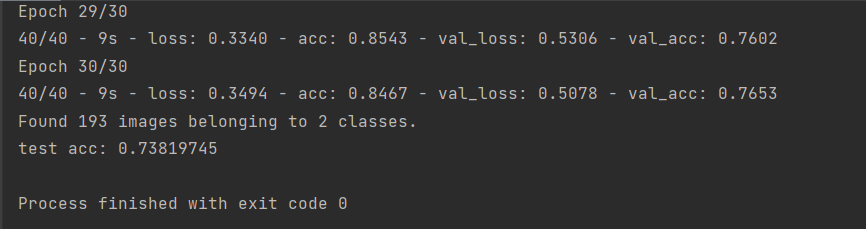 Epoch 29/30
40/40 - 9s - loss: 0.3340 - acc: 0.8543 - val_loss: 0.5306 - val_acc: 0.7602
Epoch 30/30
40/40 - 9s - loss: 0.3494 - acc: 0.8467 - val_loss: 0.5078 - val_acc: 0.7653
Found 193 images belonging to 2 classes.
test acc: 0.73819745
Process finished with exit code 0